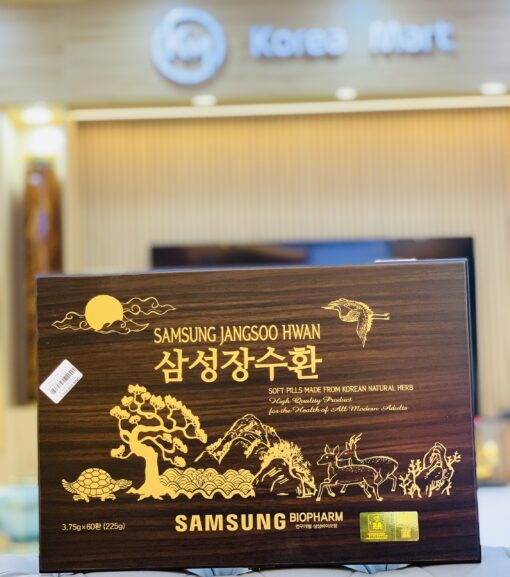 Korea Mart
SAMSUNG JANGSOO HWAN
삼성장수환
SOFT PILLS MADE FROM KOREAN NATURAL HERB
High Quality Product
for the Health of All Modern Adults
3.75g×60환 (225g)
SAMSUNG BIOPHARM